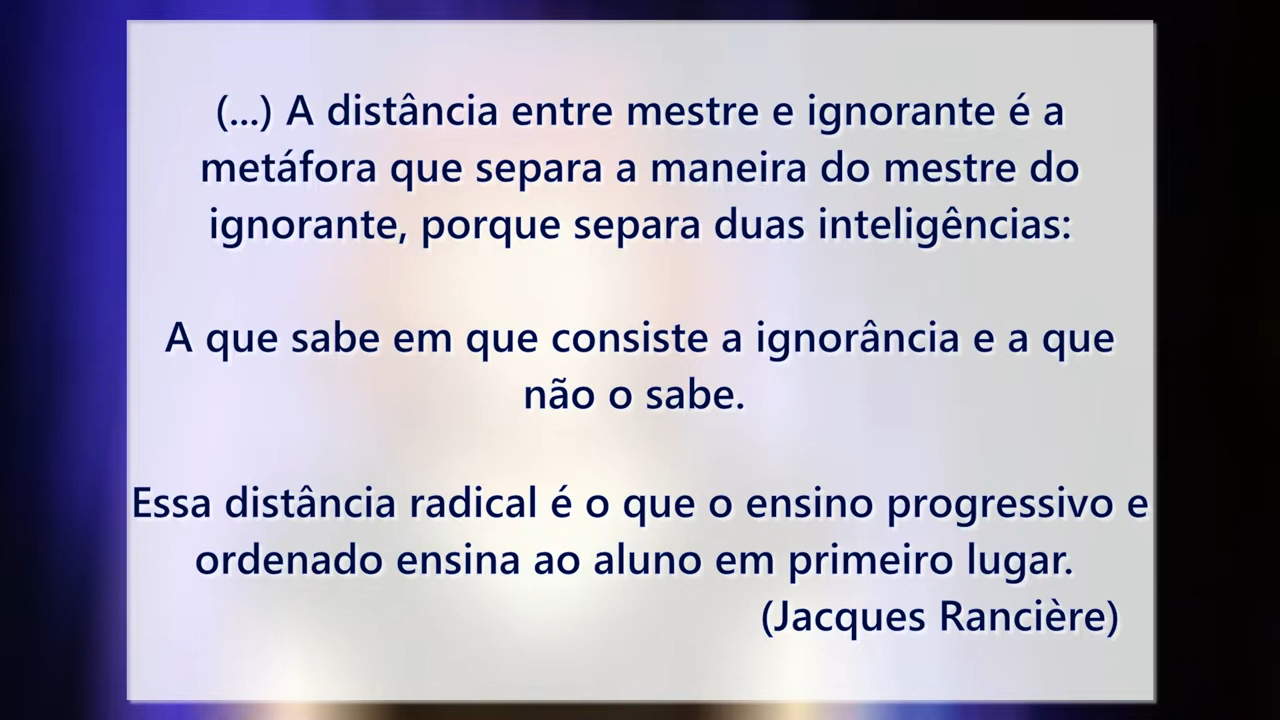 (...) A distância entre mestre e ignorante é a
metáfora que separa a maneira do mestre do
ignorante, porque separa duas inteligências:
A que sabe em que consiste a ignorância e a que
não o sabe.
Essa distância radical é o que o ensino progressivo e
ordenado ensina ao aluno em primeiro lugar.
(Jacques Rancière)